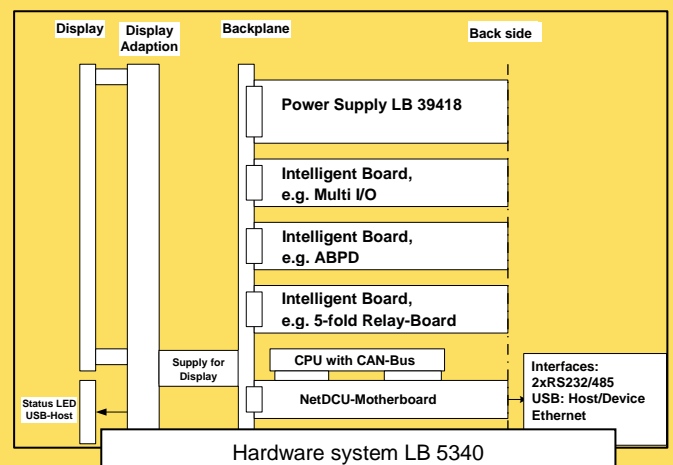 Display
Display
Adaption
Backplane
Back side
Power Supply LB 39418
Intelligent Board,
e.g. Multi I/O
Intelligent Board,
e.g. ABPD
Intelligent Board,
e.g. 5-fold Relay-Board
Supply for
Display
CPU with CAN-Bus
NetDCU-Motherboard
Status LED
USB-Host
Interfaces:
2xRS232/485
USB: Host/Device
Ethernet
Hardware system LB 5340